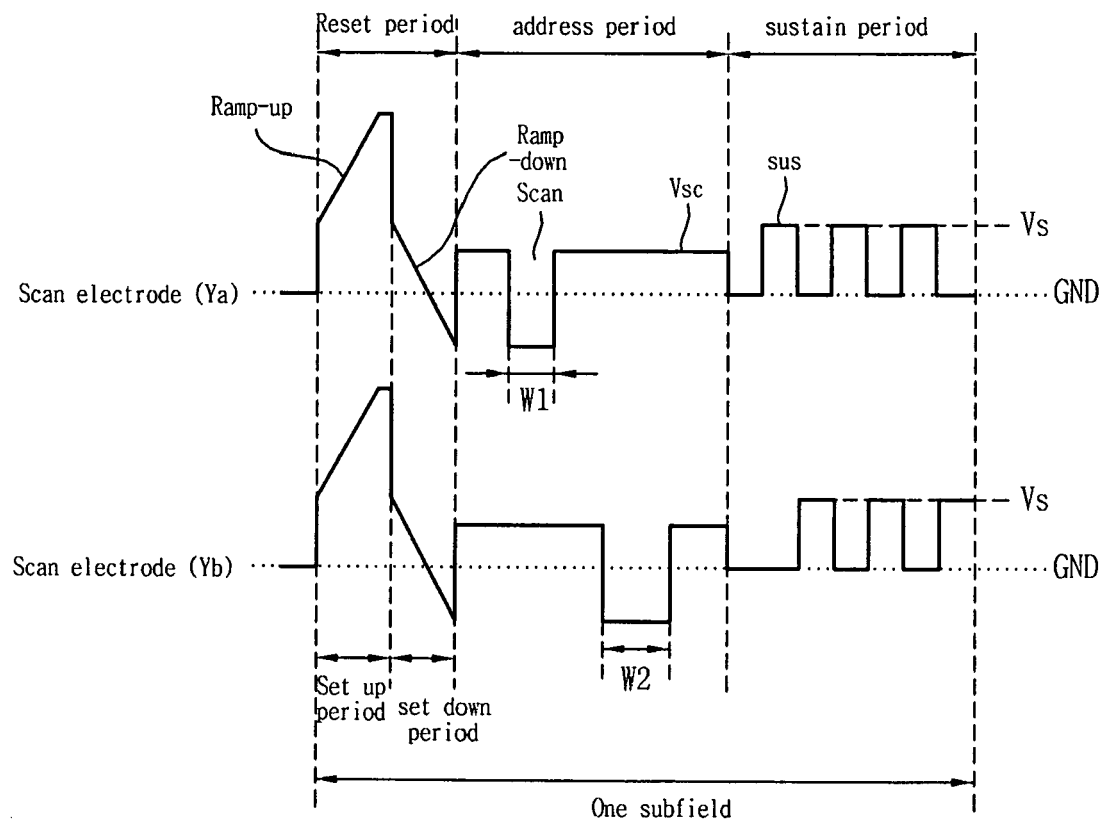 Reset period
address period
sustain period
Ramp-up
Ramp
-down
Scan
Vsc
sus
Vs
Scan electrode (Ya)
GND
W1
Vs
Scan electrode (Yb)
GND
W2
Set up
period
set down
period
One subfield